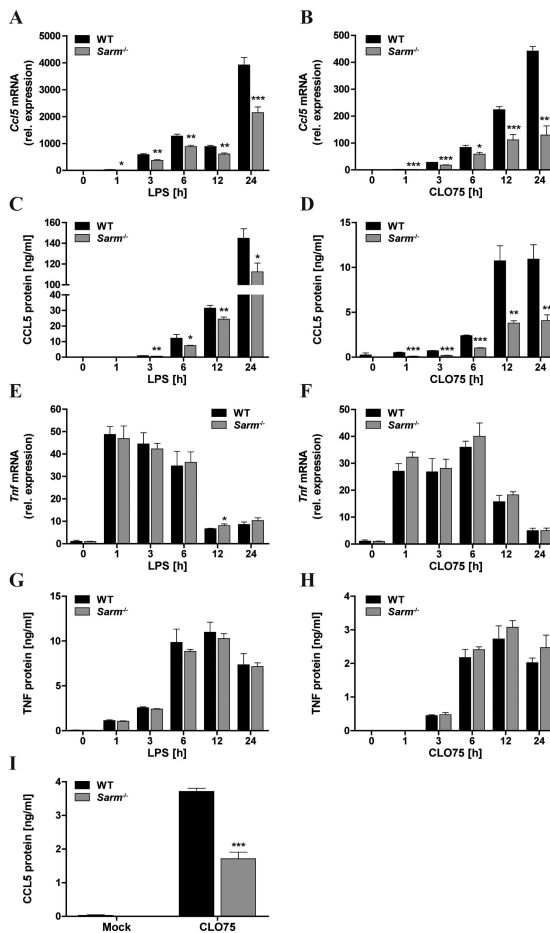 A
WT
Sarm-/-
Ccl5 mRNA
(rel. expression)
5000
4000
3000
2000
1000
0
* ** ** ** ***
0 1 3 6 12 24
LPS [h]
B
WT
Sarm-/-
Ccl5 mRNA
(rel. expression)
500
400
300
200
100
0
*** *** * ***
0 1 3 6 12 24
CLO75 [h]
C
WT
Sarm-/-
CCL5 protein [ng/ml]
160
140
120
100
40
30
20
10
0
** * ** *
0 1 3 6 12 24
LPS [h]
D
WT
Sarm-/-
CCL5 protein [ng/ml]
15
10
5
0
*** *** *** **
0 1 3 6 12 24
CLO75 [h]
E
WT
Sarm-/-
Tnf mRNA
(rel. expression)
60
50
40
30
20
10
0
*
0 1 3 6 12 24
LPS [h]
F
WT
Sarm-/-
Tnf mRNA
(rel. expression)
50
40
30
20
10
0
0 1 3 6 12 24
CLO75 [h]
G
WT
Sarm-/-
TNF protein [ng/ml]
15
10
5
0
0 1 3 6 12 24
LPS [h]
H
WT
Sarm-/-
TNF protein [ng/ml]
4
3
2
1
0
0 1 3 6 12 24
CLO75 [h]
I
WT
Sarm-/-
CCL5 protein [ng/ml]
4
3
2
1
0
***
Mock CLO75